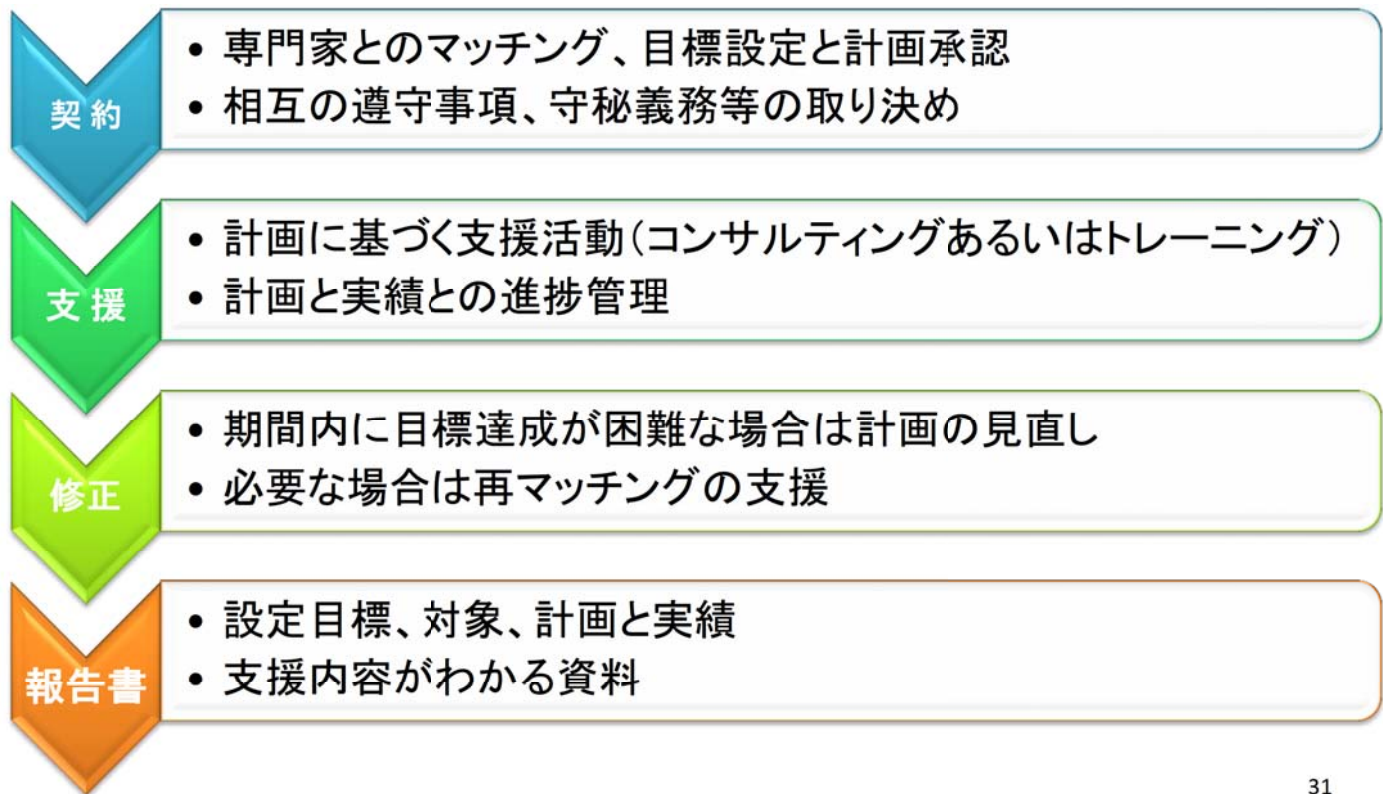 契約
• 専門家とのマッチング、目標設定と計画承認
• 相互の遵守事項、守秘義務等の取り決め
支援
• 計画に基づく支援活動(コンサルティングあるいはトレーニング)
• 計画と実績との進捗管理
修正
• 期間内に目標達成が困難な場合は計画の見直し
• 必要な場合は再マッチングの支援
報告書
• 設定目標、対象、計画と実績
• 支援内容がわかる資料
31